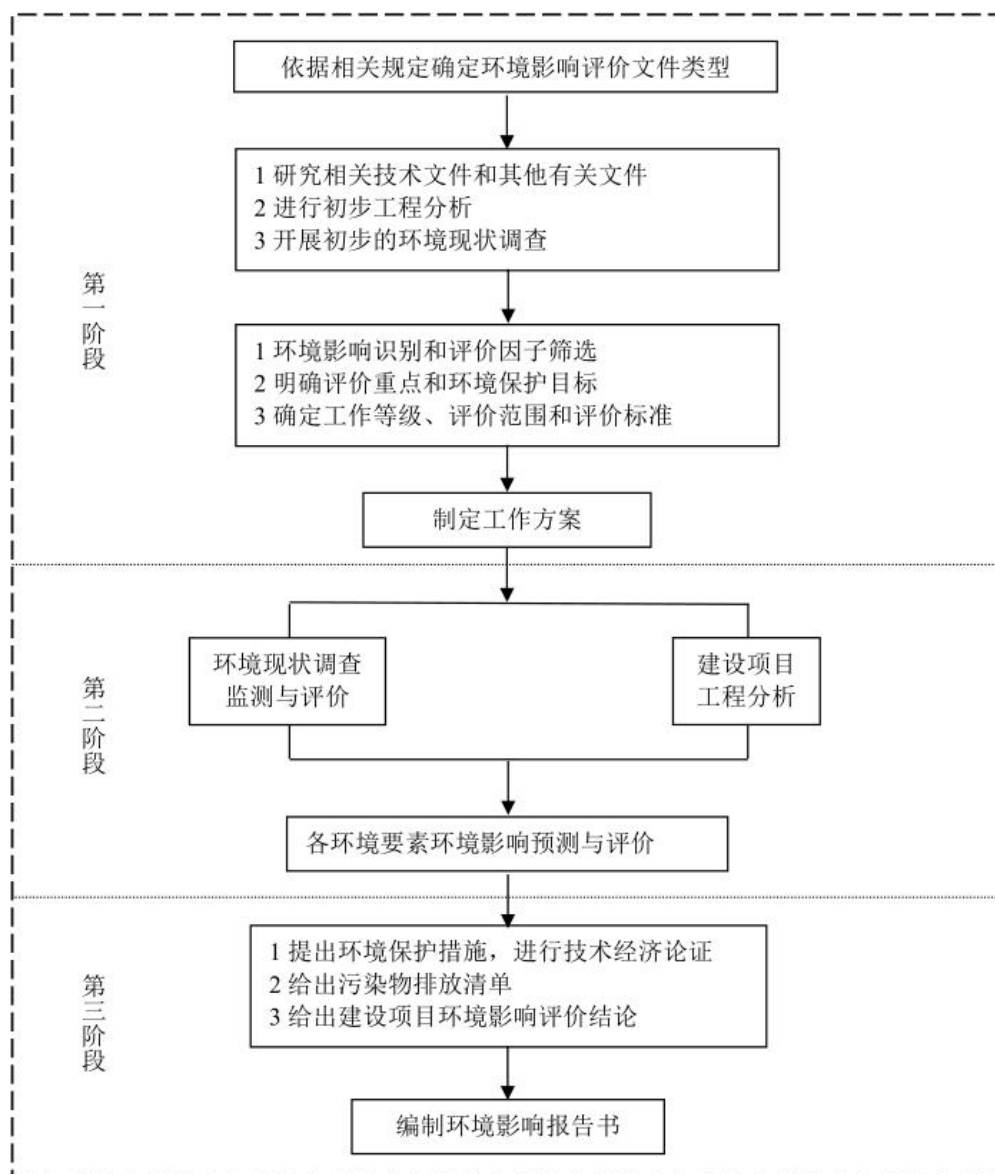 依据相关规定确定环境影响评价文件类型
1 研究相关技术文件和其他有关文件
2 进行初步工程分析
3 开展初步的环境现状调查
第一阶段
1 环境影响识别和评价因子筛选
2 明确评价重点和环境保护目标
3 确定工作等级、评价范围和评价标准
制定工作方案
第二阶段
环境现状调查
监测与评价
建设项目
工程分析
各环境要素环境影响预测与评价
第三阶段
1 提出环境保护措施，进行技术经济论证
2 给出污染物排放清单
3 给出建设项目环境影响评价结论
编制环境影响报告书